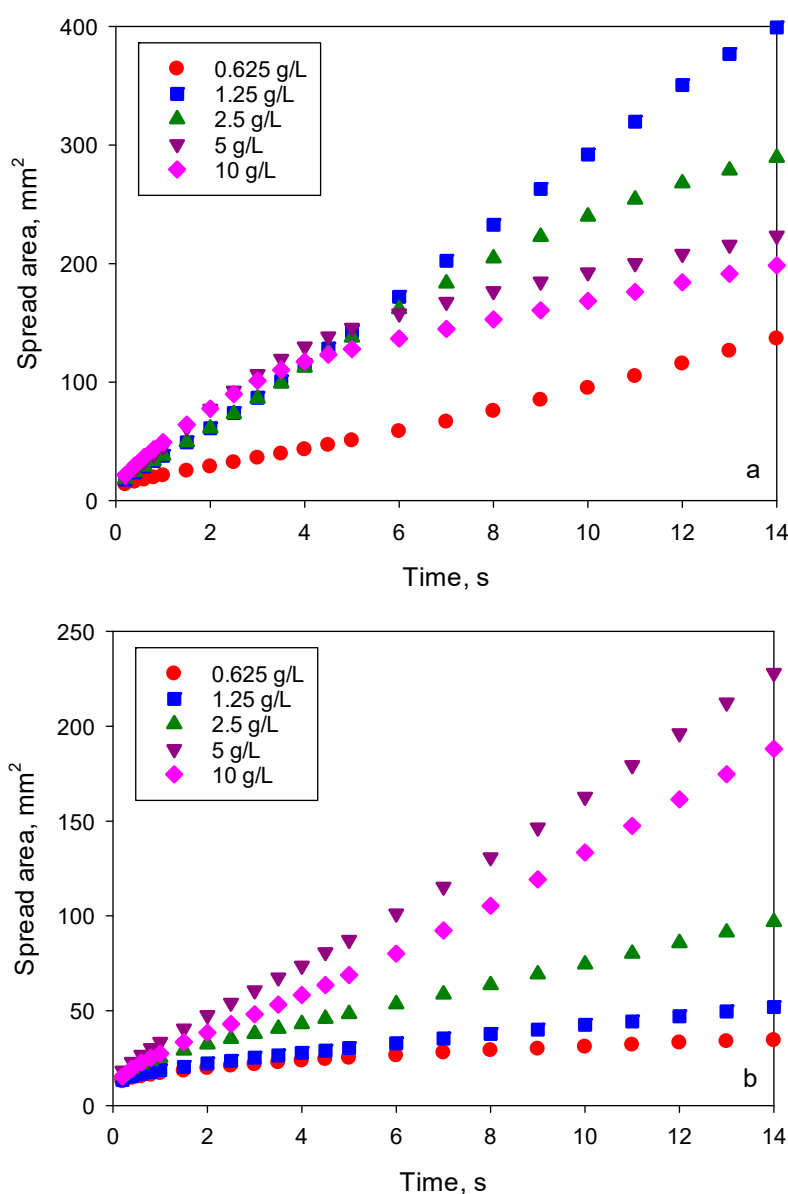 400
300
200
100
0
Spread area, mm²
0.625 g/L
1.25 g/L
2.5 g/L
5 g/L
10 g/L
a
0 2 4 6 8 10 12 14
Time, s
250
200
150
100
50
0
Spread area, mm²
0.625 g/L
1.25 g/L
2.5 g/L
5 g/L
10 g/L
b
0 2 4 6 8 10 12 14
Time, s